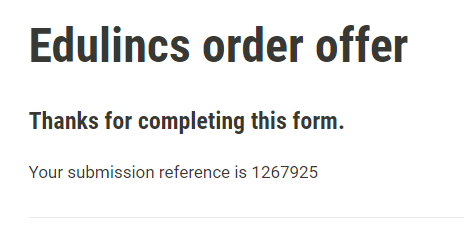 Edulincs order offer
Thanks for completing this form.
Your submission reference is 1267925